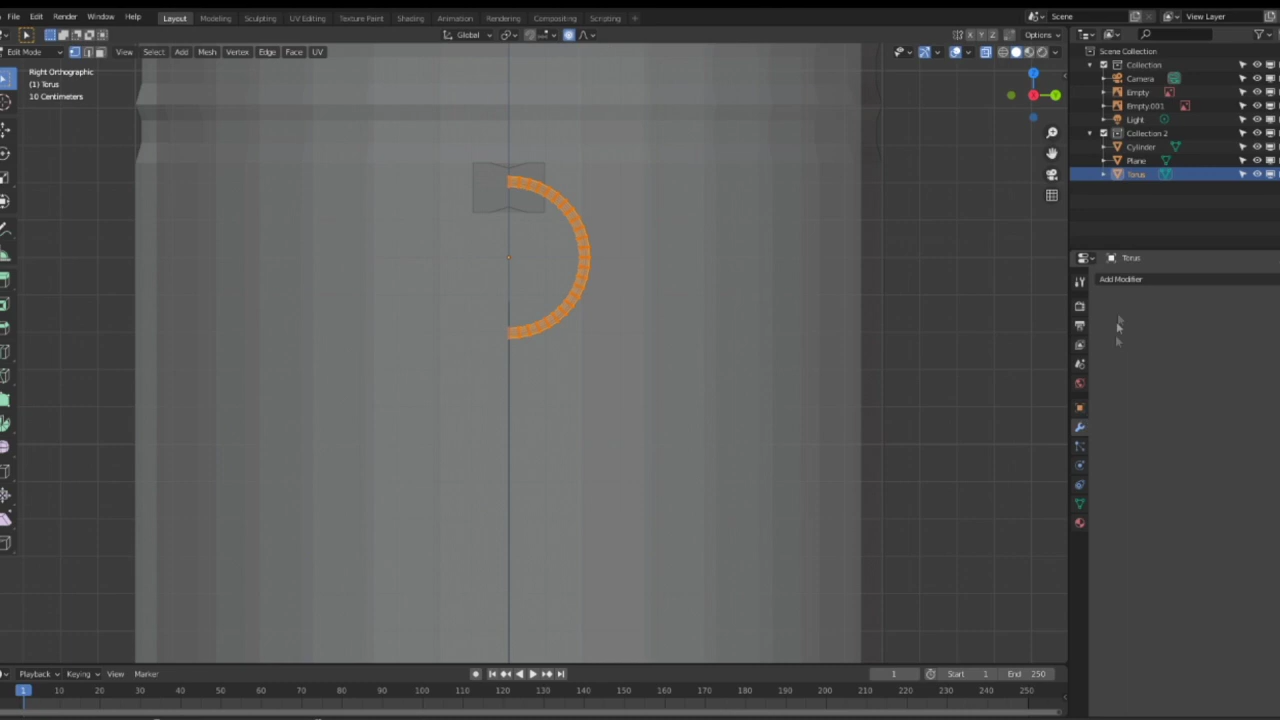 File Edit Render Window Help Layout Modeling Sculpting UV Editing Texture Paint Shading Animation Rendering Compositing Scripting + Scene View Layer
Global Options
Edit Mode View Select Add Mesh Vertex Edge Face UV
X Y Z
Right Orthographic
(1) Torus
10 Centimeters
Scene Collection
Collection
Camera
Empty
Empty.001
Light
Collection 2
Cylinder
Plane
Torus
Torus
Add Modifier
Playback Keying View Marker 1 Start 1 End 250
1 10 20 30 40 50 60 70 80 90 100 110 120 130 140 150 160 170 180 190 200 210 220 230 240 250